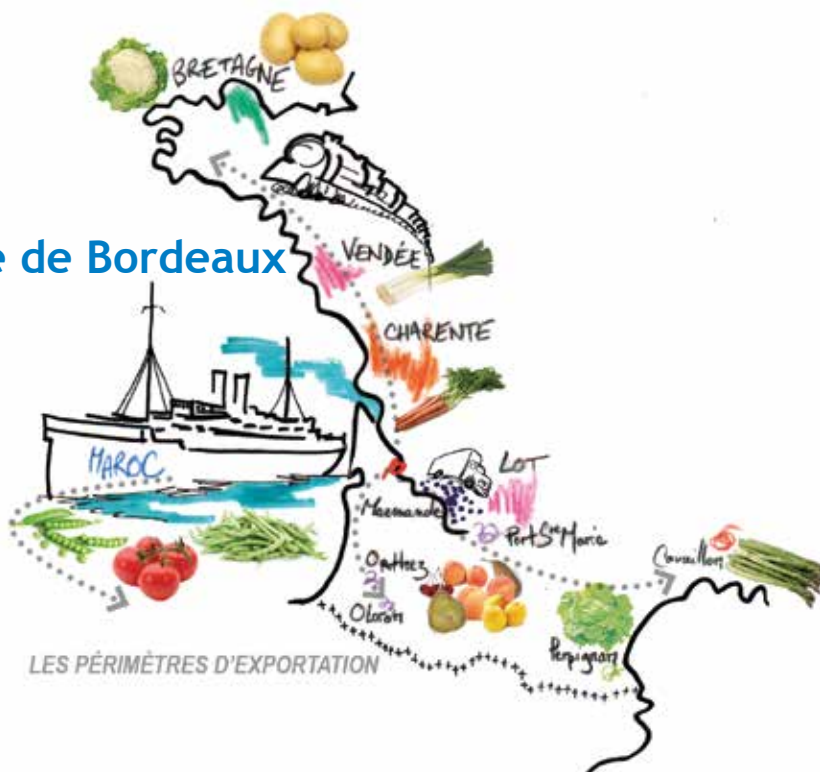 BRETAGNE
VENDÉE
e de Bordeaux
CHARENTE
LOT
MAROC
Marmande
Port Ste Marie
Cavaillon
Orthez
Oloron
Perpignan
LES PÉRIMÈTRES D'EXPORTATION